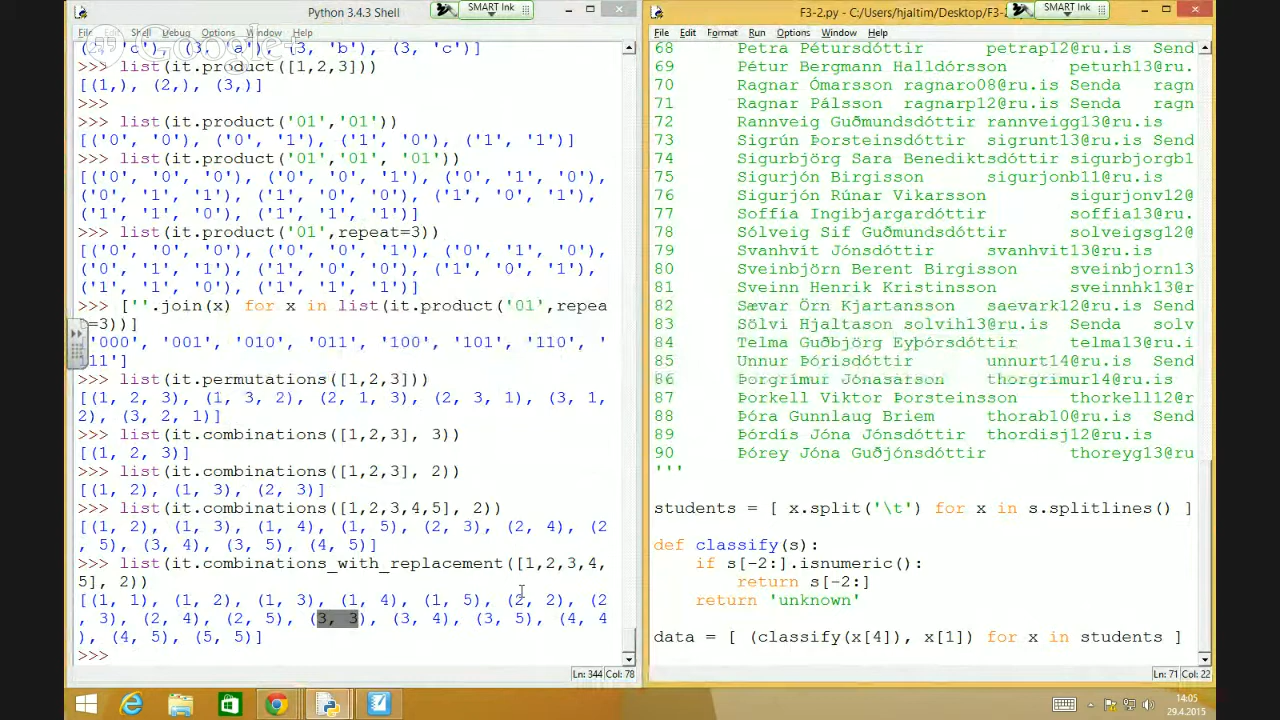 Python 3.4.3 Shell
SMART Ink
Shell Debug Options Window Help
Google+
'c'), (3, 'a'), (3, 'b'), (3, 'c')]
>>> list(it.product([1,2,3]))
[(1,), (2,), (3,)]
>>>
>>> list(it.product('01','01'))
[('0', '0'), ('0', '1'), ('1', '0'), ('1', '1')]
>>> list(it.product('01','01', '01'))
[('0', '0', '0'), ('0', '0', '1'), ('0', '1', '0'),
('0', '1', '1'), ('1', '0', '0'), ('1', '0', '1'),
('1', '1', '0'), ('1', '1', '1')]
>>> list(it.product('01',repeat=3))
[('0', '0', '0'), ('0', '0', '1'), ('0', '1', '0'),
('0', '1', '1'), ('1', '0', '0'), ('1', '0', '1'),
('1', '1', '0'), ('1', '1', '1')]
>>> [''.join(x) for x in list(it.product('01',repea
=3))]
'000', '001', '010', '011', '100', '101', '110', '
11']
>>> list(it.permutations([1,2,3]))
[(1, 2, 3), (1, 3, 2), (2, 1, 3), (2, 3, 1), (3, 1,
2), (3, 2, 1)]
>>> list(it.combinations([1,2,3], 3))
[(1, 2, 3)]
>>> list(it.combinations([1,2,3], 2))
[(1, 2), (1, 3), (2, 3)]
>>> list(it.combinations([1,2,3,4,5], 2))
[(1, 2), (1, 3), (1, 4), (1, 5), (2, 3), (2, 4), (2
, 5), (3, 4), (3, 5), (4, 5)]
>>> list(it.combinations_with_replacement([1,2,3,4,
5], 2))
[(1, 1), (1, 2), (1, 3), (1, 4), (1, 5), (2, 2), (2
, 3), (2, 4), (2, 5), (3, 3), (3, 4), (3, 5), (4, 4
), (4, 5), (5, 5)]
>>>
Ln: 344 Col: 78
F3-2.py - C:/Users/hjaltim/Desktop/F3-2
SMART Ink
File Edit Format Run Options Window Help
68 Petra Pétursdóttir petrap12@ru.is Send
69 Pétur Bergmann Halldórsson peturh13@ru.
70 Ragnar Ómarsson ragnaro08@ru.is Senda ragn
71 Ragnar Pálsson ragnarp12@ru.is Senda ragn
72 Rannveig Guðmundsdóttir rannveigg13@ru.is
73 Sigrún Þorsteinsdóttir sigrunt13@ru.is Send
74 Sigurbjörg Sara Benediktsdóttir sigurbjorgb1
75 Sigurjón Birgisson sigurjonb11@ru.is Send
76 Sigurjón Rúnar Vikarsson sigurjonv12@
77 Soffía Ingibjargardóttir soffia13@ru.
78 Sólveig Sif Guðmundsdóttir solveigsg12@
79 Svanhvít Jónsdóttir svanhvit13@ru.is
80 Sveinbjörn Berent Birgisson sveinbjorn13
81 Sveinn Henrik Kristinsson sveinnhk13@r
82 Sævar Örn Kjartansson saevark12@ru.is
83 Sölvi Hjaltason solvih13@ru.is Senda solv
84 Telma Guðbjörg Eyþórsdóttir telma13@ru.i
85 Unnur Þórisdóttir unnurt14@ru.is Send
86 Þorgrímur Jónasarson thorgrimur14@ru.is
87 Þorkell Viktor Þorsteinsson thorkell12@r
88 Þóra Gunnlaug Briem thorab10@ru.is Send
89 Þórdís Jóna Jónsdóttir thordisj12@ru.is
90 Þórey Jóna Guðjónsdóttir thoreyg13@ru
'''
students = [ x.split('\t') for x in s.splitlines() ]
def classify(s):
if s[-2:].isnumeric():
return s[-2:]
return 'unknown'
data = [ (classify(x[4]), x[1]) for x in students ]
Ln: 71 Col: 22
14:05
29.4.2015